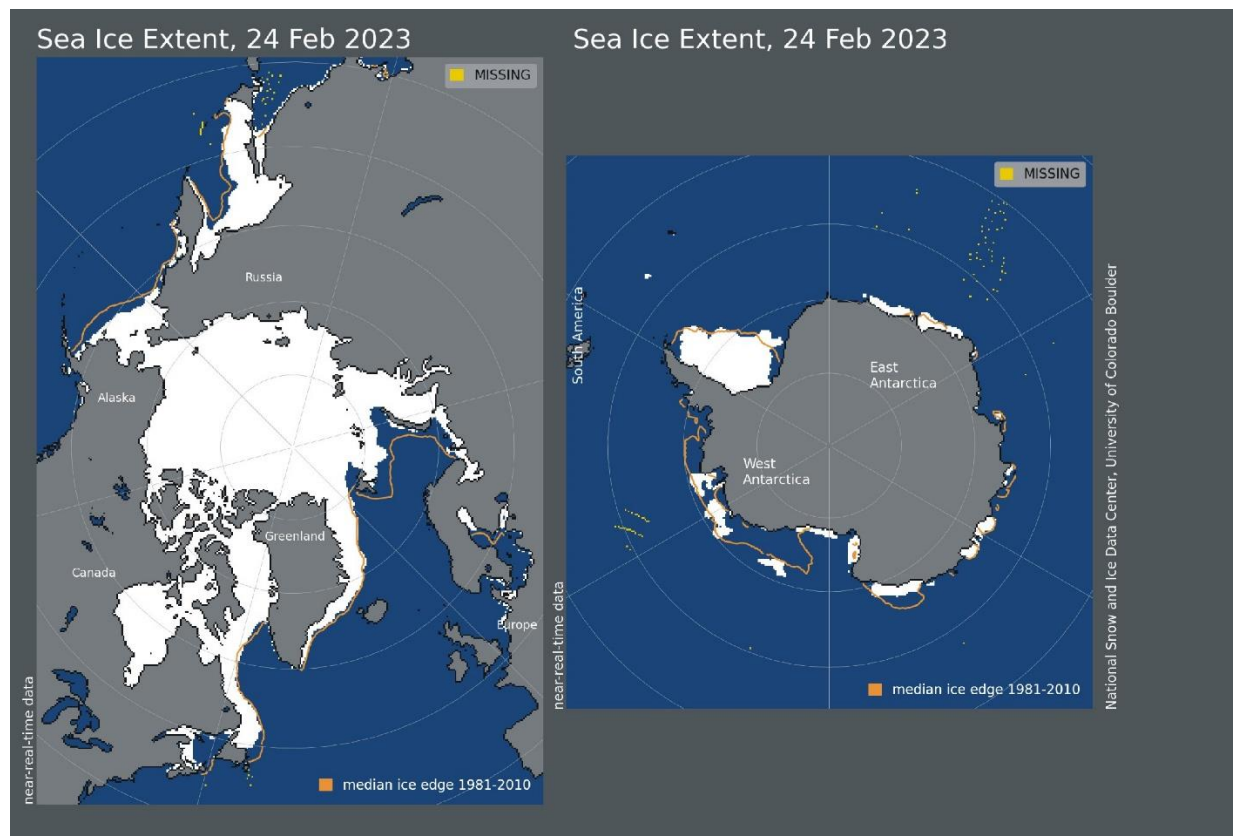 Sea Ice Extent, 24 Feb 2023
MISSING
Russia
Alaska
Greenland
Canada
Europe
near-real-time data
median ice edge 1981-2010
Sea Ice Extent, 24 Feb 2023
MISSING
South America
East
Antarctica
West
Antarctica
near-real-time data
median ice edge 1981-2010
National Snow and Ice Data Center, University of Colorado Boulder